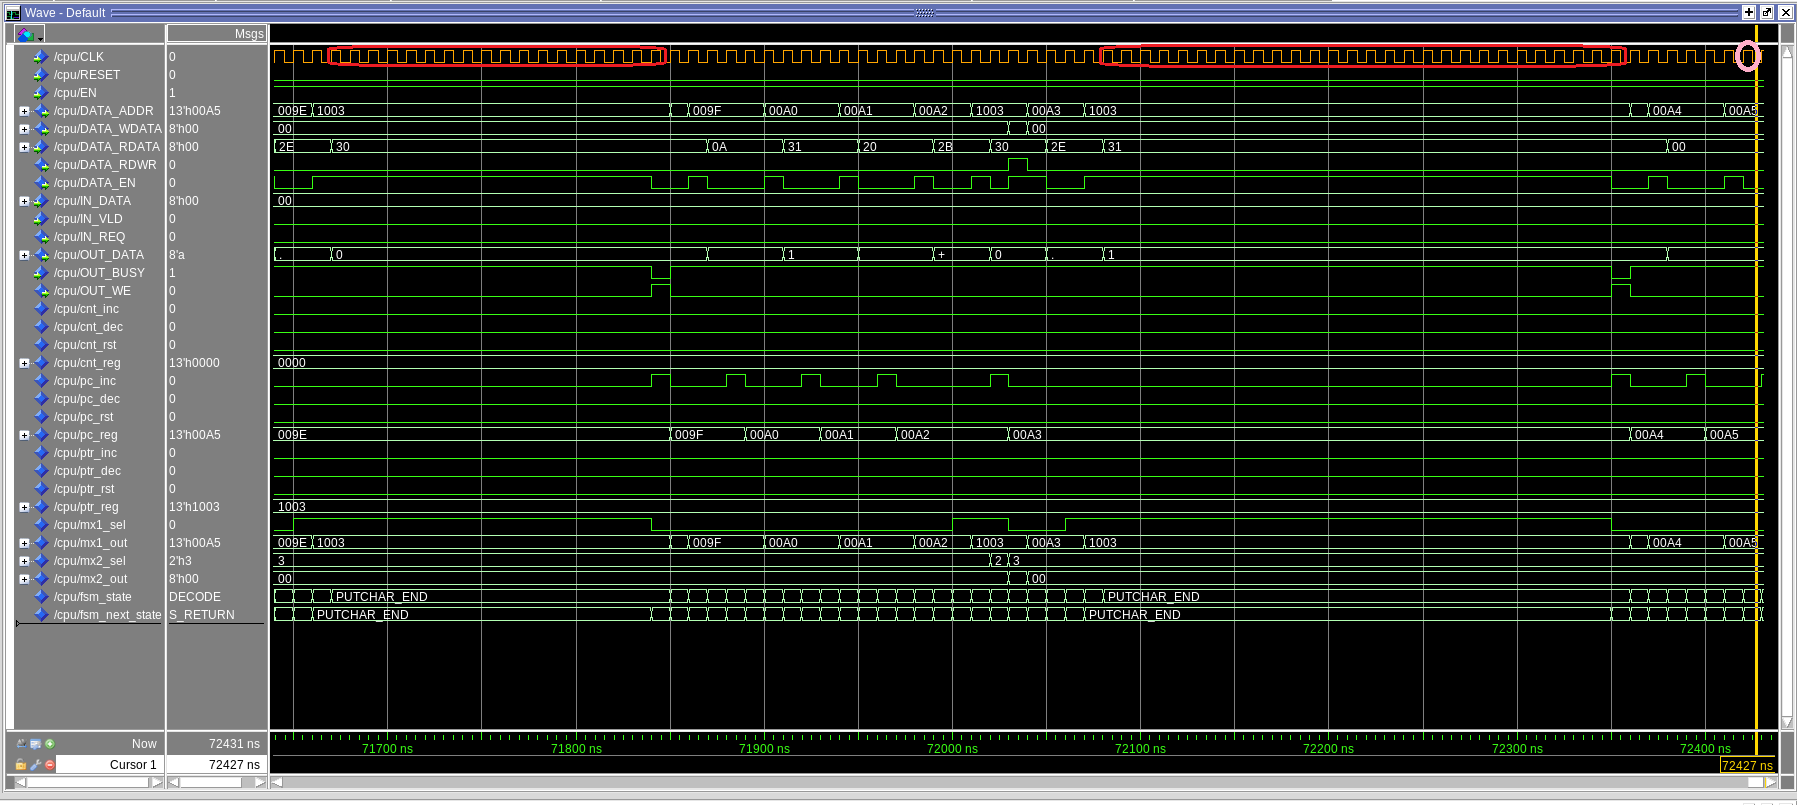 Wave - Default
Msgs
/cpu/CLK 0
/cpu/RESET 0
/cpu/EN 1
/cpu/DATA_ADDR 13'h00A5 009E 1003 009F 00A0 00A1 00A2 1003 00A3 1003 00A4 00A5
/cpu/DATA_WDATA 8'h00 00 00
/cpu/DATA_RDATA 8'h00 2E 30 0A 31 20 2B 30 2E 31 00
/cpu/DATA_RDWR 0
/cpu/DATA_EN 0
/cpu/IN_DATA 8'h00 00
/cpu/IN_VLD 0
/cpu/IN_REQ 0
/cpu/OUT_DATA 8'a . 0 1 + 0 . 1
/cpu/OUT_BUSY 1
/cpu/OUT_WE 0
/cpu/cnt_inc 0
/cpu/cnt_dec 0
/cpu/cnt_rst 0
/cpu/cnt_reg 13'h0000 0000
/cpu/pc_inc 0
/cpu/pc_dec 0
/cpu/pc_rst 0
/cpu/pc_reg 13'h00A5 009E 009F 00A0 00A1 00A2 00A3 00A4 00A5
/cpu/ptr_inc 0
/cpu/ptr_dec 0
/cpu/ptr_rst 0
/cpu/ptr_reg 13'h1003 1003
/cpu/mx1_sel 0
/cpu/mx1_out 13'h00A5 009E 1003 009F 00A0 00A1 00A2 1003 00A3 1003 00A4 00A5
/cpu/mx2_sel 2'h3 3 2 3
/cpu/mx2_out 8'h00 00 00
/cpu/fsm_state DECODE PUTCHAR_END PUTCHAR_END
/cpu/fsm_next_state S_RETURN PUTCHAR_END PUTCHAR_END
Now 72431 ns 71700 ns 71800 ns 71900 ns 72000 ns 72100 ns 72200 ns 72300 ns 72400 ns
Cursor 1 72427 ns 72427 ns